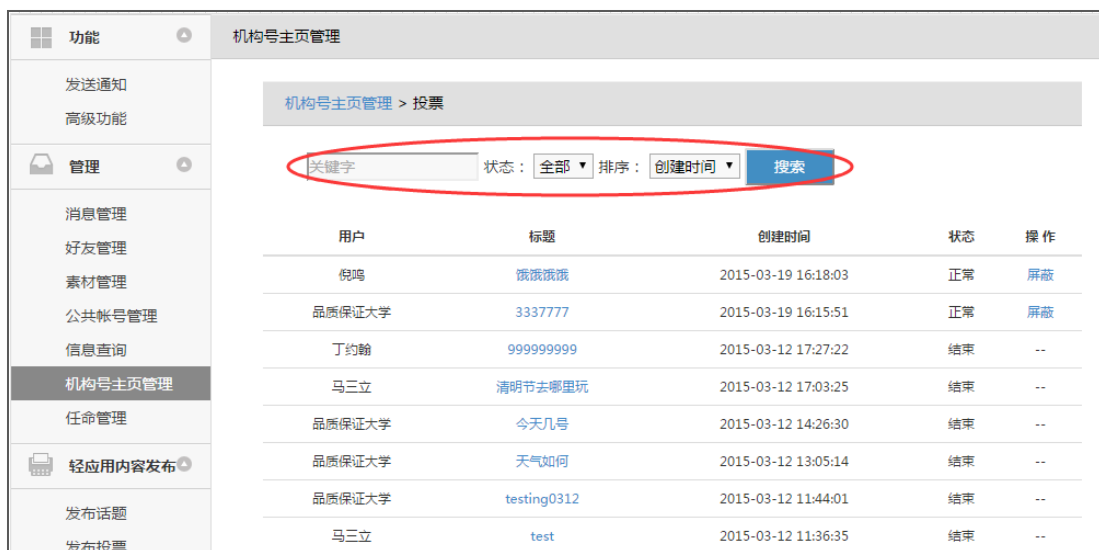 功能
发送通知
高级功能
管理
消息管理
好友管理
素材管理
公共帐号管理
信息查询
机构号主页管理
任命管理
轻应用内容发布
发布话题
发布投票
机构号主页管理
机构号主页管理 > 投票
关键字 状态： 全部 排序： 创建时间 搜索
用户 标题 创建时间 状态 操作
倪鸣 饿饿饿饿 2015-03-19 16:18:03 正常 屏蔽
品质保证大学 3337777 2015-03-19 16:15:51 正常 屏蔽
丁约翰 999999999 2015-03-12 17:27:22 结束 --
马三立 清明节去哪里玩 2015-03-12 17:03:25 结束 --
品质保证大学 今天几号 2015-03-12 14:26:30 结束 --
品质保证大学 天气如何 2015-03-12 13:05:14 结束 --
品质保证大学 testing0312 2015-03-12 11:44:01 结束 --
马三立 test 2015-03-12 11:36:35 结束 --